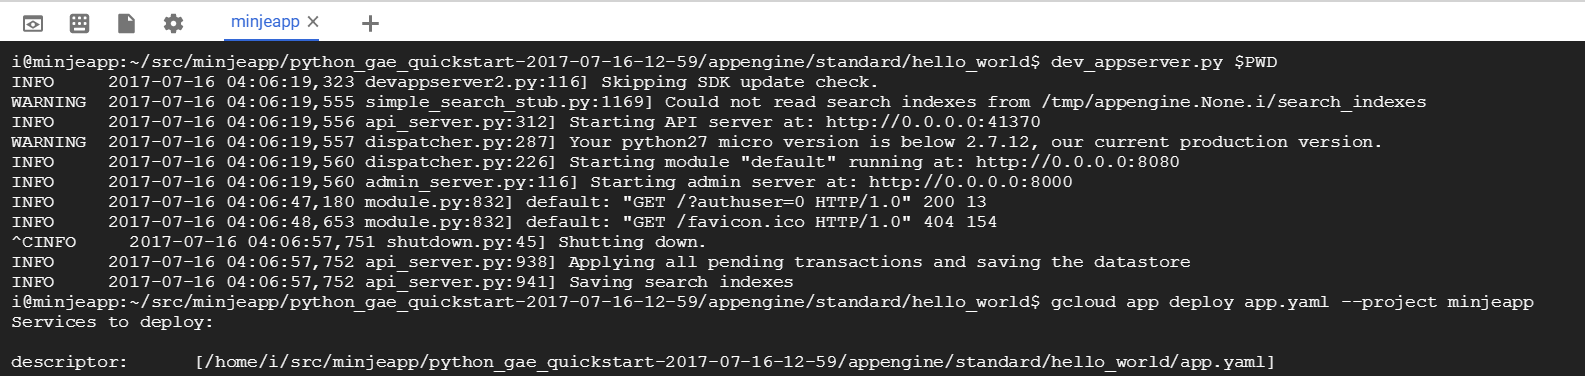 minjeapp
i@minjeapp:~/src/minjeapp/python_gae_quickstart-2017-07-16-12-59/appengine/standard/hello_world$ dev_appserver.py $PWD
INFO     2017-07-16 04:06:19,323 devappserver2.py:116] Skipping SDK update check.
WARNING  2017-07-16 04:06:19,555 simple_search_stub.py:1169] Could not read search indexes from /tmp/appengine.None.i/search_indexes
INFO     2017-07-16 04:06:19,556 api_server.py:312] Starting API server at: http://0.0.0.0:41370
WARNING  2017-07-16 04:06:19,557 dispatcher.py:287] Your python27 micro version is below 2.7.12, our current production version.
INFO     2017-07-16 04:06:19,560 dispatcher.py:226] Starting module "default" running at: http://0.0.0.0:8080
INFO     2017-07-16 04:06:19,560 admin_server.py:116] Starting admin server at: http://0.0.0.0:8000
INFO     2017-07-16 04:06:47,180 module.py:832] default: "GET /?authuser=0 HTTP/1.0" 200 13
INFO     2017-07-16 04:06:48,653 module.py:832] default: "GET /favicon.ico HTTP/1.0" 404 154
^CINFO     2017-07-16 04:06:57,751 shutdown.py:45] Shutting down.
INFO     2017-07-16 04:06:57,752 api_server.py:938] Applying all pending transactions and saving the datastore
INFO     2017-07-16 04:06:57,752 api_server.py:941] Saving search indexes
i@minjeapp:~/src/minjeapp/python_gae_quickstart-2017-07-16-12-59/appengine/standard/hello_world$ gcloud app deploy app.yaml --project minjeapp
Services to deploy:
descriptor:      [/home/i/src/minjeapp/python_gae_quickstart-2017-07-16-12-59/appengine/standard/hello_world/app.yaml]